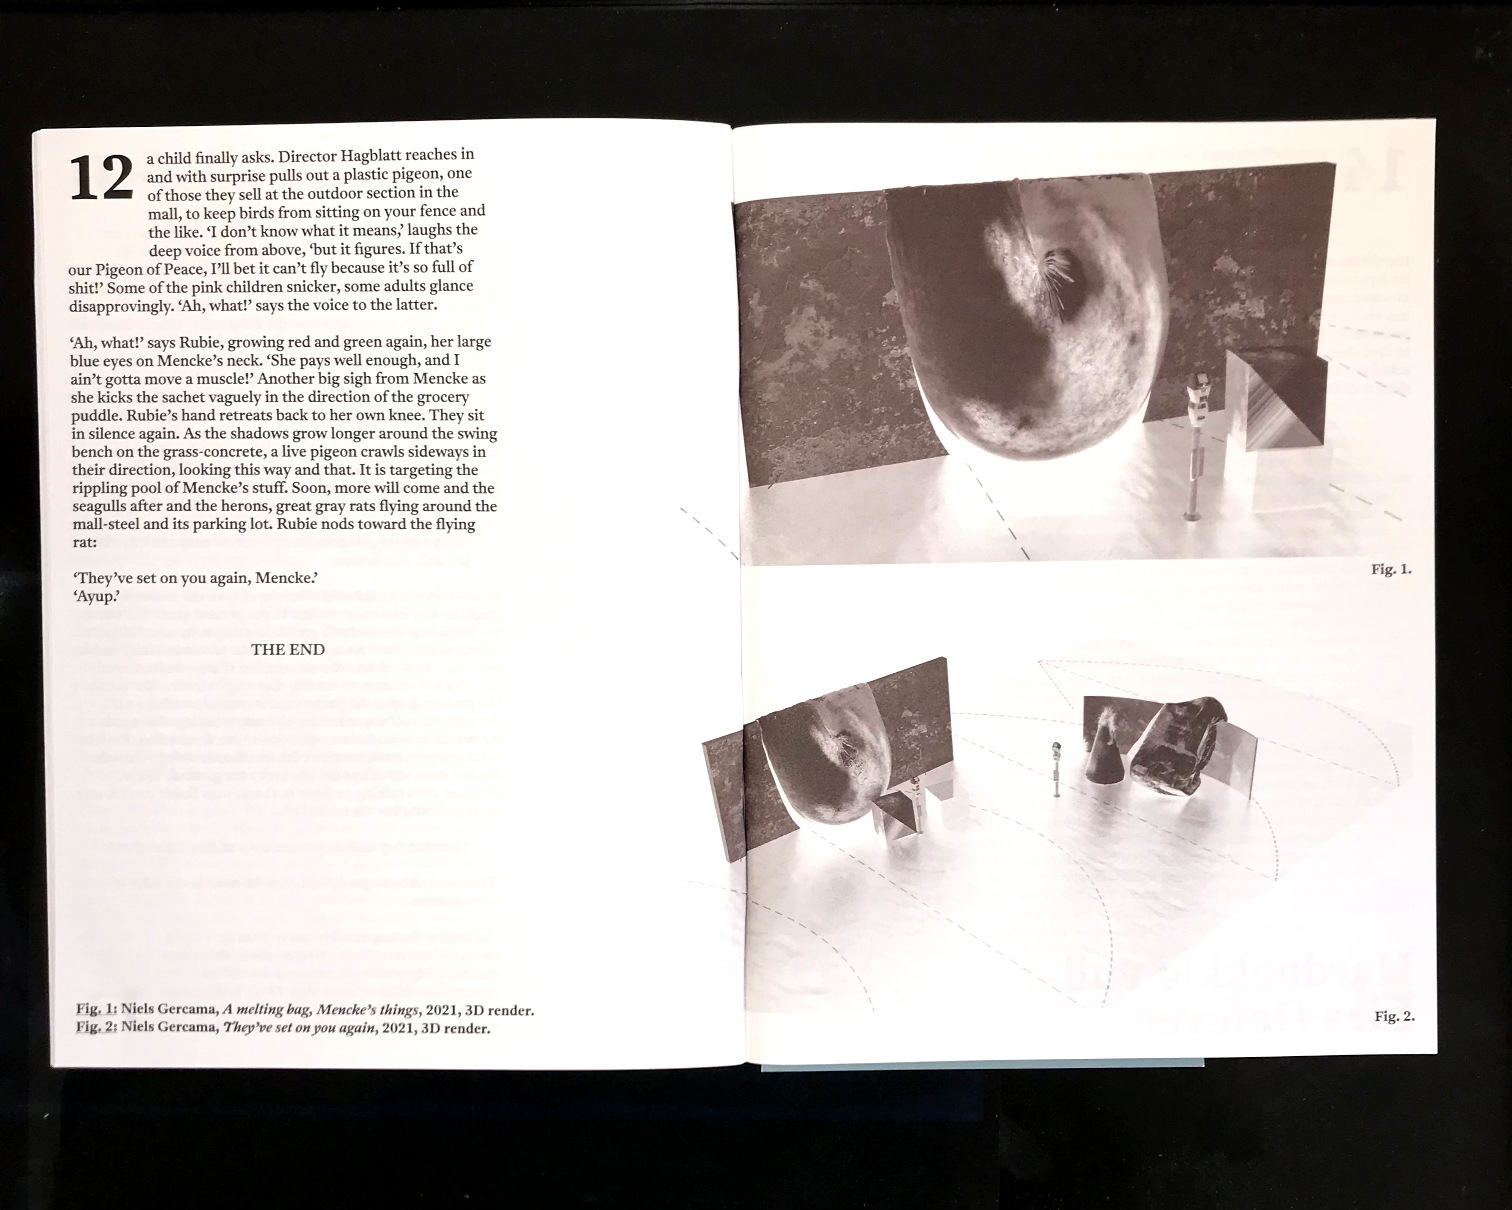 12
a child finally asks. Director Hagblatt reaches in
and with surprise pulls out a plastic pigeon, one
of those they sell at the outdoor section in the
mall, to keep birds from sitting on your fence and
the like. ‘I don’t know what it means,’ laughs the
deep voice from above, ‘but it figures. If that’s
our Pigeon of Peace, I’ll bet it can’t fly because it’s so full of
shit!’ Some of the pink children snicker, some adults glance
disapprovingly. ‘Ah, what!’ says the voice to the latter.
‘Ah, what!’ says Rubie, growing red and green again, her large
blue eyes on Mencke’s neck. ‘She pays well enough, and I
ain’t gotta move a muscle!’ Another big sigh from Mencke as
she kicks the sachet vaguely in the direction of the grocery
puddle. Rubie’s hand retreats back to her own knee. They sit
in silence again. As the shadows grow longer around the swing
bench on the grass-concrete, a live pigeon crawls sideways in
their direction, looking this way and that. It is targeting the
rippling pool of Mencke’s stuff. Soon, more will come and the
seagulls after and the herons, great gray rats flying around the
mall-steel and its parking lot. Rubie nods toward the flying
rat:
‘They’ve set on you again, Mencke.’
‘Ayup.’
THE END
Fig. 1: Niels Gercama, A melting bag, Mencke’s things, 2021, 3D render.
Fig. 2: Niels Gercama, They’ve set on you again, 2021, 3D render.
Fig. 1.
Fig. 2.